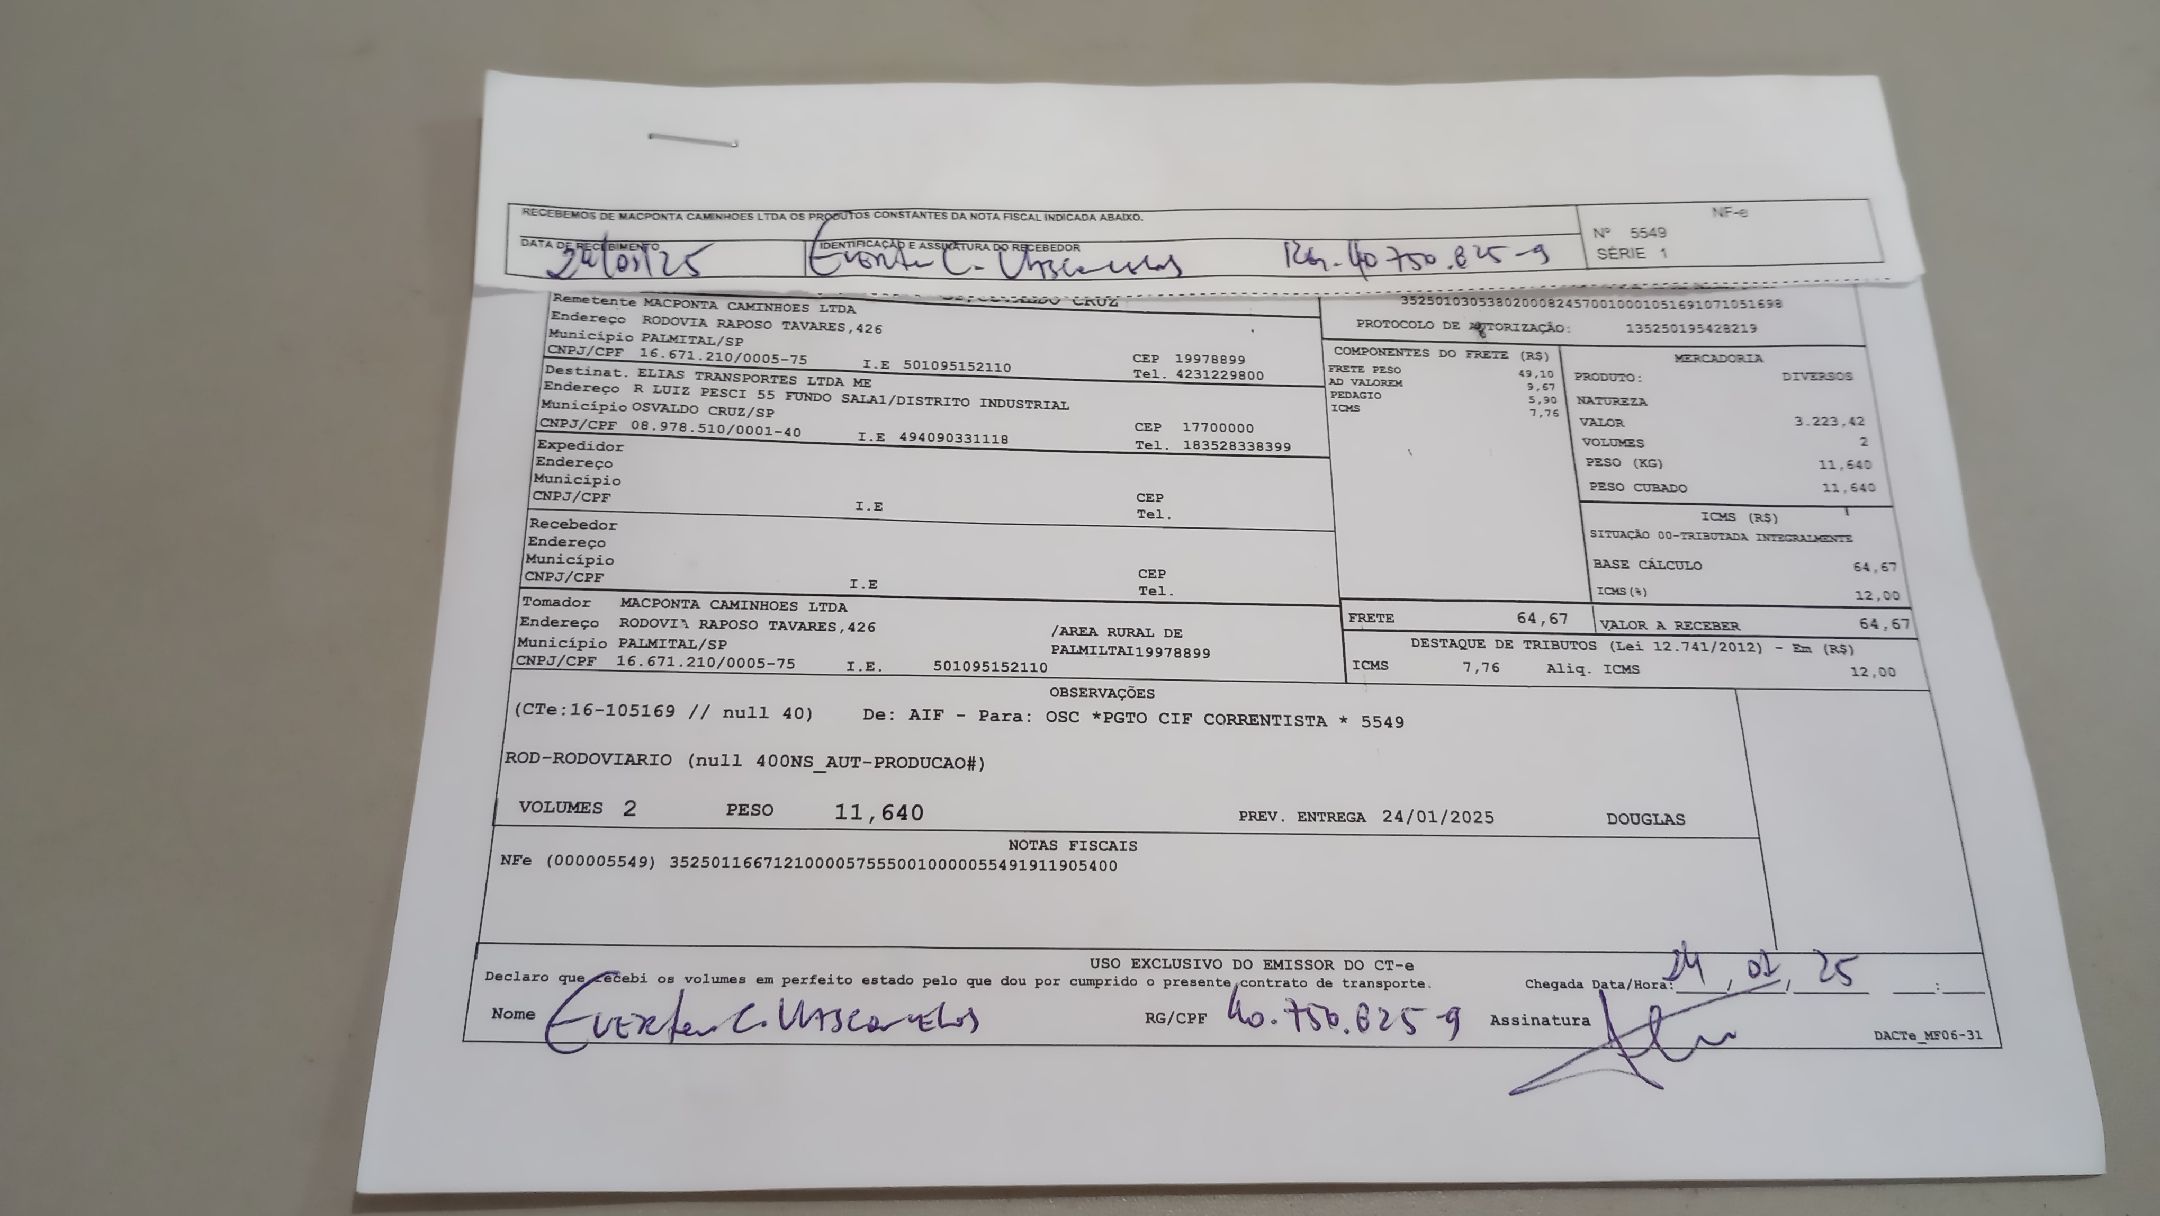 RECEBEMOS DE MACPONTA CAMINHOES LTDA OS PRODUTOS CONSTANTES DA NOTA FISCAL INDICADA ABAIXO.
NF-e
Nº 5549
SÉRIE 1
DATA DE RECEBIMENTO
24/01/25
IDENTIFICAÇÃO E ASSINATURA DO RECEBEDOR
C. Vasconcelos
Rg. 40.750.825-9
CRUZ
Remetente MACPONTA CAMINHOES LTDA
Endereço RODOVIA RAPOSO TAVARES,426
Município PALMITAL/SP
CNPJ/CPF 16.671.210/0005-75 I.E 501095152110
CEP 19978899
Tel. 4231229800
Destinat. ELIAS TRANSPORTES LTDA ME
Endereço R LUIZ PESCI 55 FUNDO SALA1/DISTRITO INDUSTRIAL
Município OSVALDO CRUZ/SP
CNPJ/CPF 08.978.510/0001-40 I.E 494090331118
CEP 17700000
Tel. 183528338399
Expedidor
Endereço
Município
CNPJ/CPF I.E
CEP
Tel.
Recebedor
Endereço
Município
CNPJ/CPF I.E
CEP
Tel.
Tomador MACPONTA CAMINHOES LTDA
Endereço RODOVIA RAPOSO TAVARES,426 /AREA RURAL DE
Município PALMITAL/SP PALMILTAI19978899
CNPJ/CPF 16.671.210/0005-75 I.E. 501095152110
35250103053802000824570010001051691071051698
PROTOCOLO DE AUTORIZAÇÃO: 135250195428219
COMPONENTES DO FRETE (R$)
FRETE PESO 49,10
AD VALOREM 9,67
PEDAGIO 5,90
ICMS 7,76
MERCADORIA
PRODUTO: DIVERSOS
NATUREZA
VALOR 3.223,42
VOLUMES 2
PESO (KG) 11,640
PESO CUBADO 11,640
ICMS (R$)
SITUAÇÃO 00-TRIBUTADA INTEGRALMENTE
BASE CÁLCULO 64,67
ICMS(%) 12,00
FRETE 64,67
VALOR A RECEBER 64,67
DESTAQUE DE TRIBUTOS (Lei 12.741/2012) - Em (R$)
ICMS 7,76 Aliq. ICMS 12,00
OBSERVAÇÕES
(CTe:16-105169 // null 40) De: AIF - Para: OSC *PGTO CIF CORRENTISTA * 5549
ROD-RODOVIARIO (null 400NS_AUT-PRODUCAO#)
VOLUMES 2 PESO 11,640 PREV. ENTREGA 24/01/2025 DOUGLAS
NOTAS FISCAIS
NFe (000005549) 35250116671210000575550010000055491911905400
USO EXCLUSIVO DO EMISSOR DO CT-e
Declaro que recebi os volumes em perfeito estado pelo que dou por cumprido o presente contrato de transporte.
Chegada Data/Hora: 24/01/25 __:__
Nome C. Vasconcelos
RG/CPF 40.750.825-9
Assinatura
DACTe_MF06-31